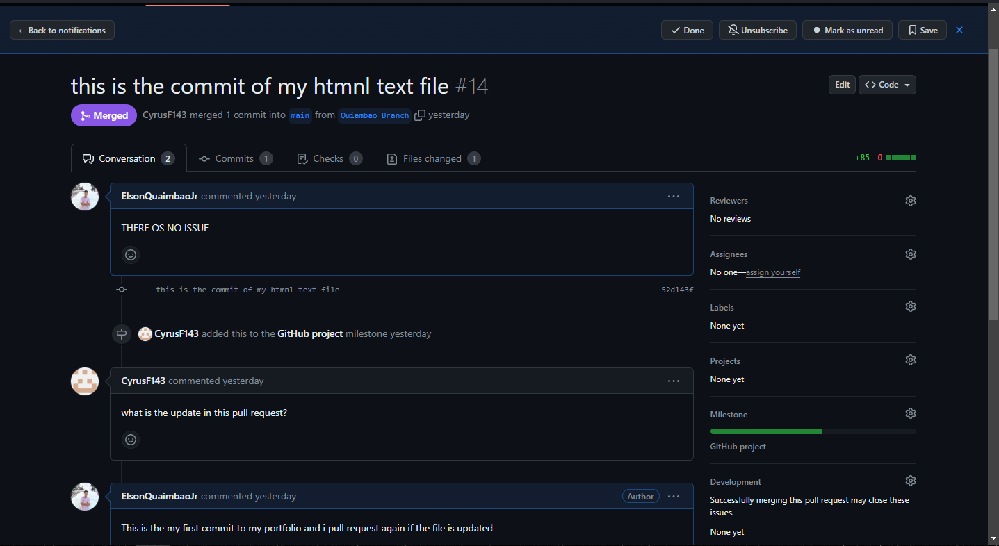 ← Back to notifications
Done
Unsubscribe
Mark as unread
Save
this is the commit of my htmnl text file #14
Edit
<> Code
Merged
CyrusF143 merged 1 commit into main from Quiambao_Branch yesterday
Conversation 2
Commits 1
Checks 0
Files changed 1
+85 −0
ElsonQuaimbaoJr commented yesterday
THERE OS NO ISSUE
this is the commit of my htmnl text file
52d143f
CyrusF143 added this to the GitHub project milestone yesterday
CyrusF143 commented yesterday
what is the update in this pull request?
ElsonQuaimbaoJr commented yesterday
Author
This is the my first commit to my portfolio and i pull request again if the file is updated
Reviewers
No reviews
Assignees
No one—assign yourself
Labels
None yet
Projects
None yet
Milestone
GitHub project
Development
Successfully merging this pull request may close these
issues.
None yet